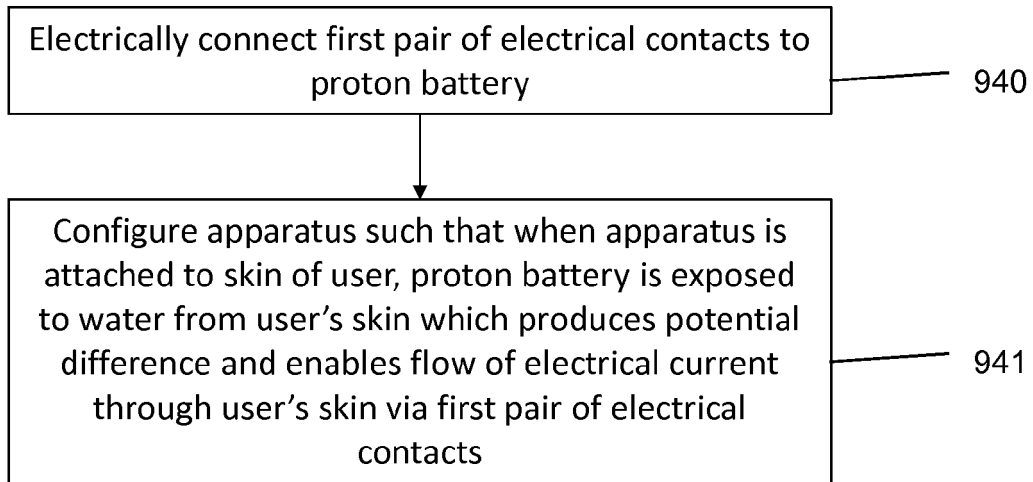 Electrically connect first pair of electrical contacts to
proton battery
940
Configure apparatus such that when apparatus is
attached to skin of user, proton battery is exposed
to water from user’s skin which produces potential
difference and enables flow of electrical current
through user’s skin via first pair of electrical
contacts
941